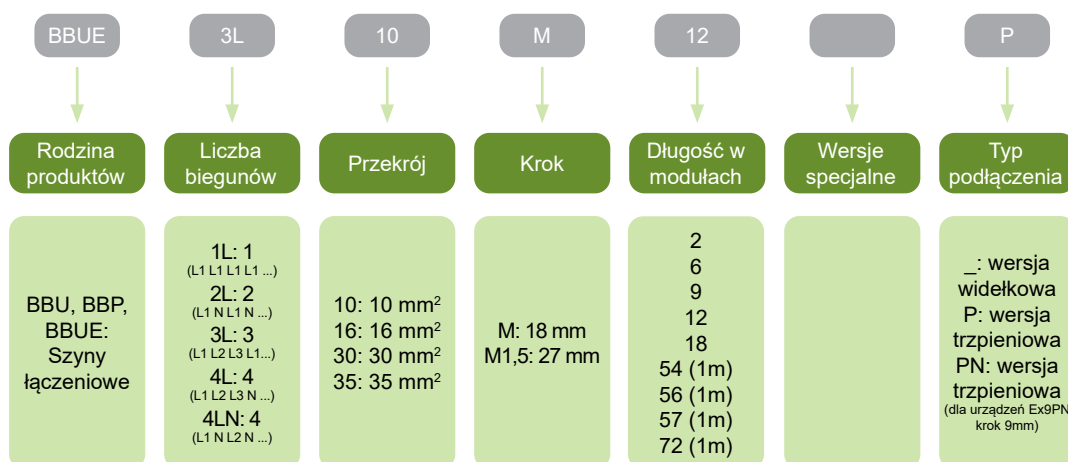 BBUE
3L
10
M
12
P
Rodzina
produktów
Liczba
biegunów
Przekrój
Krok
Długość w
modułach
Wersje
specjalne
Typ
podłączenia
BBU, BBP,
BBUE:
Szyny
łączeniowe
1L: 1
(L1 L1 L1 L1 ...)
2L: 2
(L1 N L1 N ...)
3L: 3
(L1 L2 L3 L1...)
4L: 4
(L1 L2 L3 N ...)
4LN: 4
(L1 N L2 N ...)
10: 10 mm²
16: 16 mm²
30: 30 mm²
35: 35 mm²
M: 18 mm
M1,5: 27 mm
2
6
9
12
18
54 (1m)
56 (1m)
57 (1m)
72 (1m)
_: wersja
widełkowa
P: wersja
trzpieniowa
PN: wersja
trzpieniowa
(dla urządzeń Ex9PN
krok 9mm)